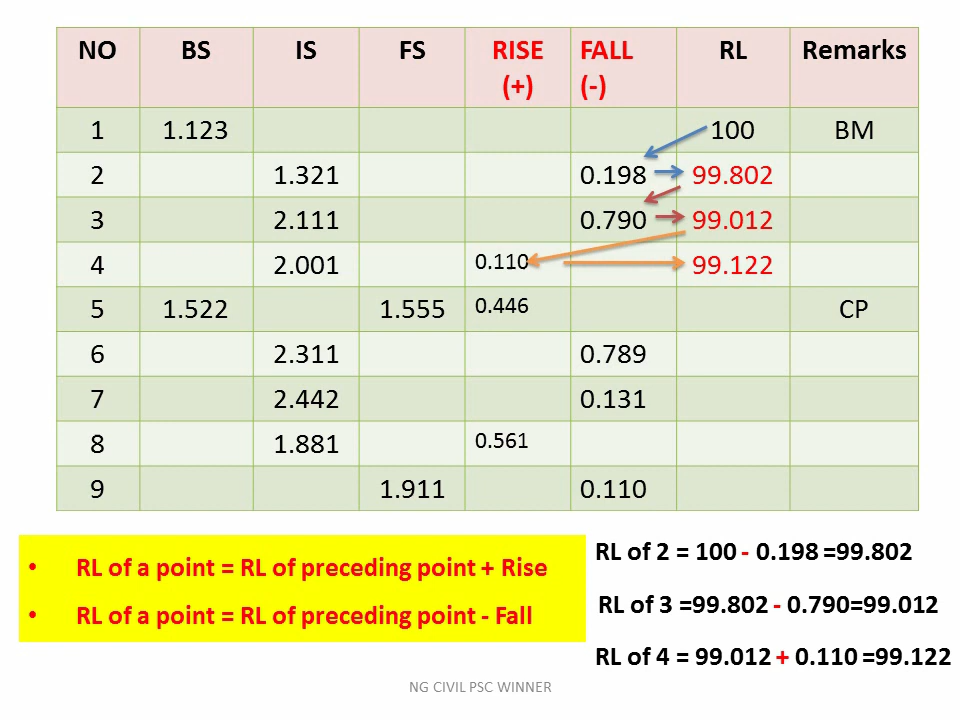 NO BS IS FS RISE (+) FALL (-) RL Remarks
1 1.123 100 BM
2 1.321 0.198 99.802
3 2.111 0.790 99.012
4 2.001 0.110 99.122
5 1.522 1.555 0.446 CP
6 2.311 0.789
7 2.442 0.131
8 1.881 0.561
9 1.911 0.110
• RL of a point = RL of preceding point + Rise
• RL of a point = RL of preceding point - Fall
RL of 2 = 100 - 0.198 =99.802
RL of 3 =99.802 - 0.790=99.012
RL of 4 = 99.012 + 0.110 =99.122
NG CIVIL PSC WINNER